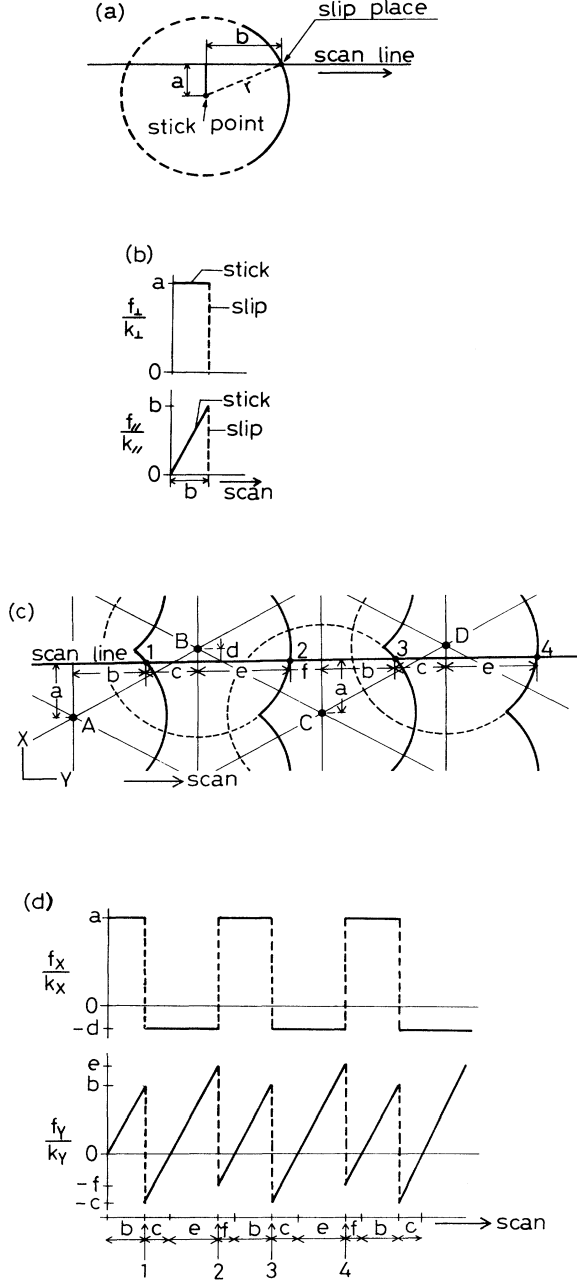 (a)
slip place
b
scan line
a
r
stick point
(b)
a
stick
f⊥
k⊥
slip
0
b
stick
f//
k//
slip
0
b
scan
(c)
B
d
2
D
4
scan line
1
3
a
b
c
e
f
a
b
c
e
A
C
X
Y
scan
(d)
a
fX
kX
0
-d
e
b
fY
kY
0
-f
-c
b c e f b c e f b c
scan
1 2 3 4